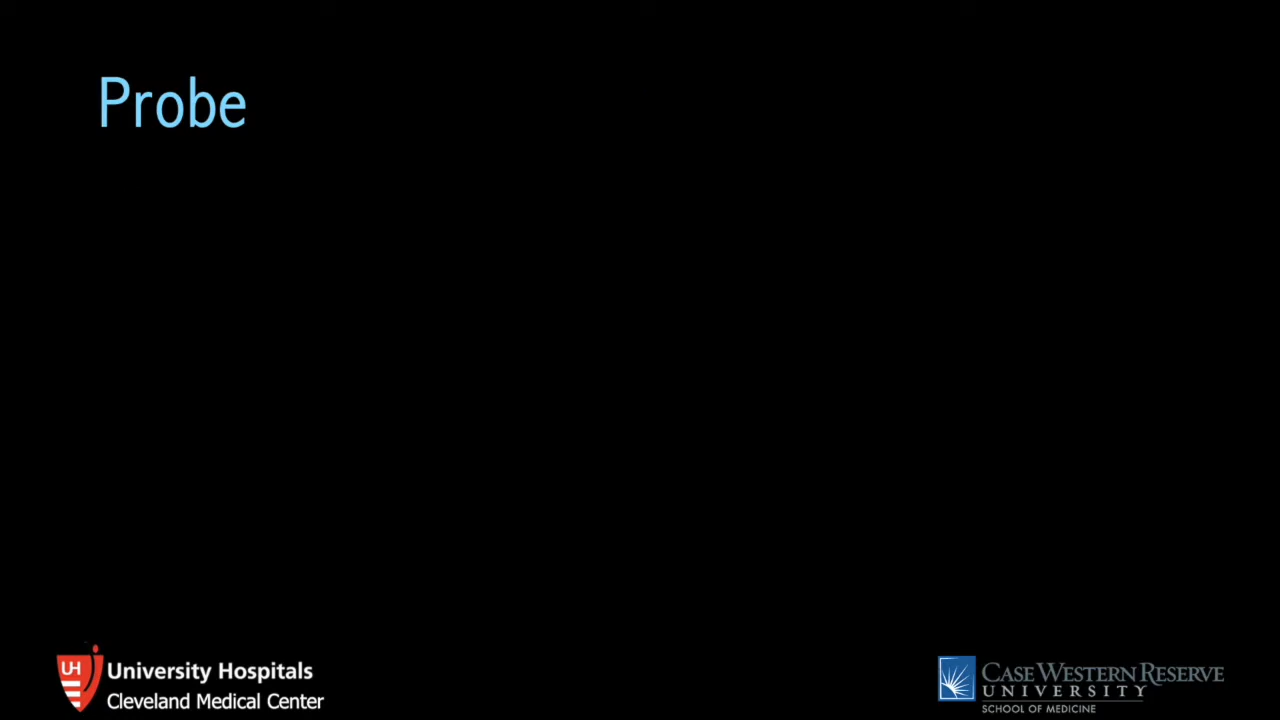 Probe
UH
University Hospitals
Cleveland Medical Center
CASE WESTERN RESERVE
UNIVERSITY
SCHOOL OF MEDICINE